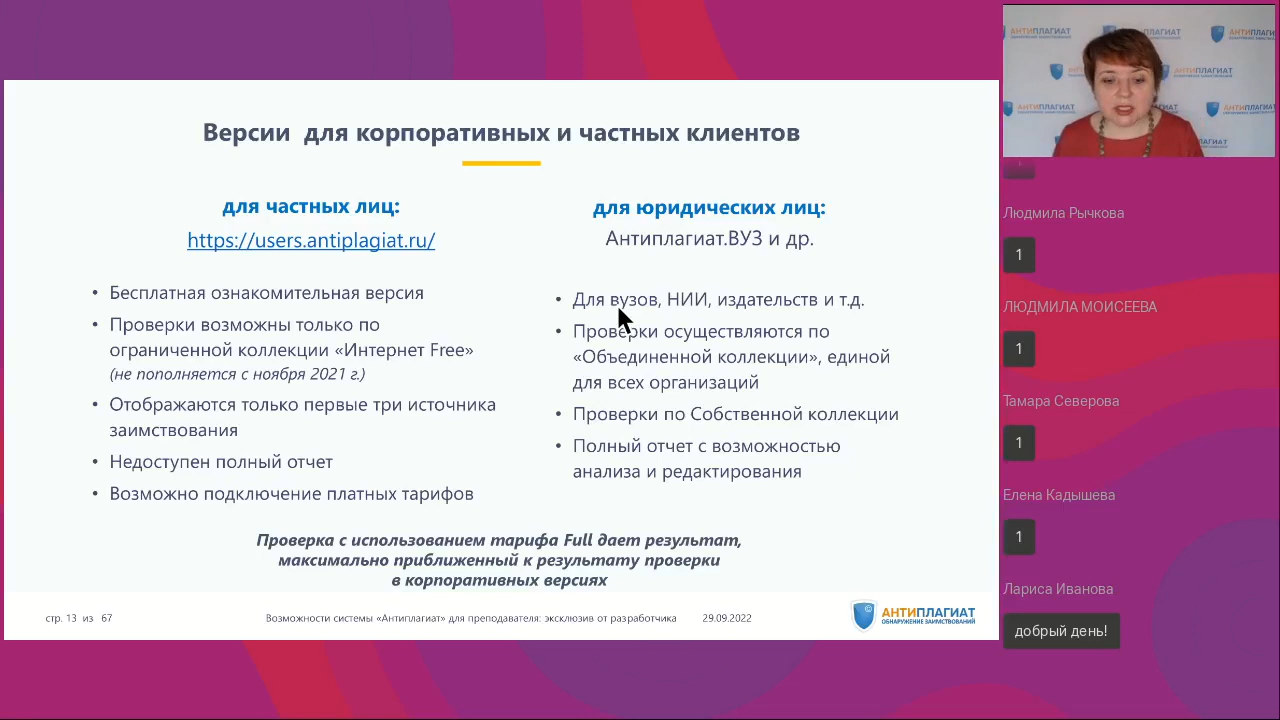 Версии для корпоративных и частных клиентов
для частных лиц:
https://users.antiplagiat.ru/
• Бесплатная ознакомительная версия
• Проверки возможны только по
ограниченной коллекции «Интернет Free»
(не пополняется с ноября 2021 г.)
• Отображаются только первые три источника
заимствования
• Недоступен полный отчет
• Возможно подключение платных тарифов
для юридических лиц:
Антиплагиат.ВУЗ и др.
• Для вузов, НИИ, издательств и т.д.
• Проверки осуществляются по
«Объединенной коллекции», единой
для всех организаций
• Проверки по Собственной коллекции
• Полный отчет с возможностью
анализа и редактирования
Проверка с использованием тарифа Full дает результат,
максимально приближенный к результату проверки
в корпоративных версиях
стр. 13 из 67
Возможности системы «Антиплагиат» для преподавателя: эксклюзив от разработчика
29.09.2022
АНТИПЛАГИАТ
ОБНАРУЖЕНИЕ ЗАИМСТВОВАНИЙ
АНТИПЛАГИАТ
Людмила Рычкова
1
ЛЮДМИЛА МОИСЕЕВА
1
Тамара Северова
1
Елена Кадышева
1
Лариса Иванова
добрый день!